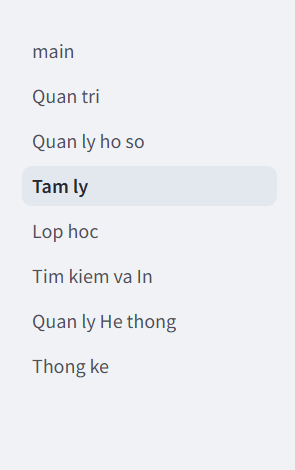 main
Quan tri
Quan ly ho so
Tam ly
Lop hoc
Tim kiem va In
Quan ly He thong
Thong ke